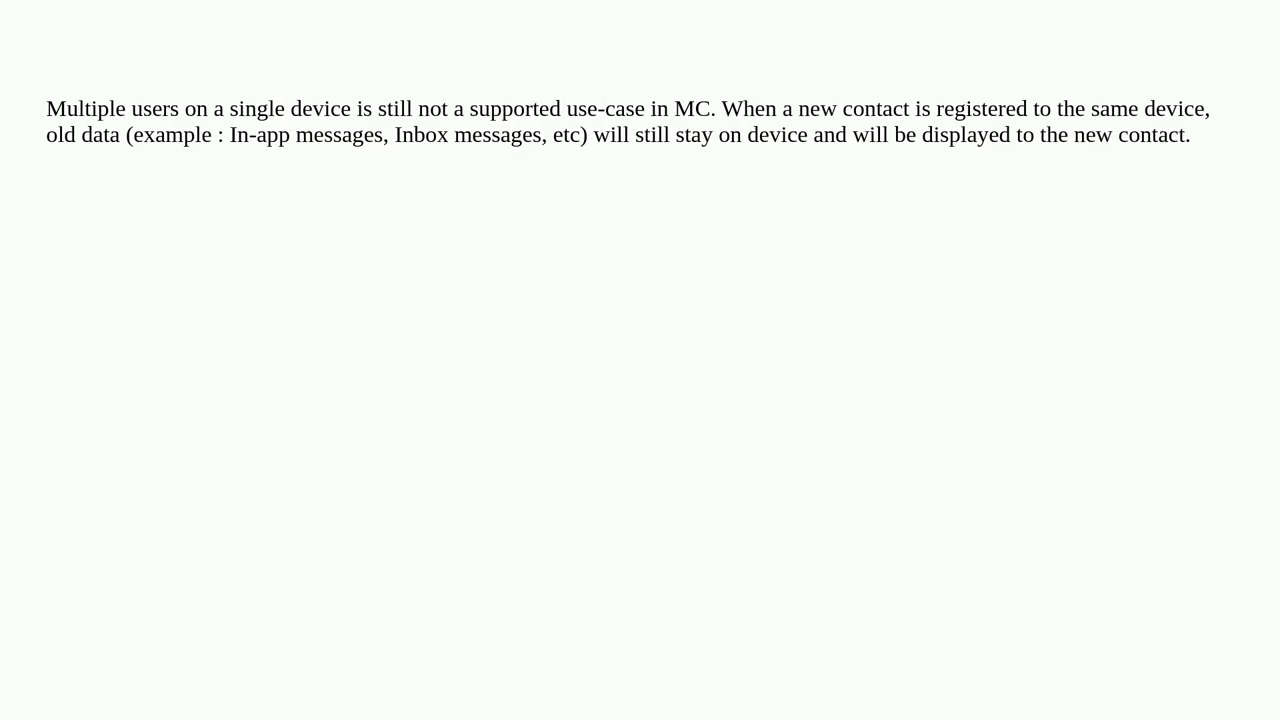 Multiple users on a single device is still not a supported use-case in MC. When a new contact is registered to the same device,
old data (example : In-app messages, Inbox messages, etc) will still stay on device and will be displayed to the new contact.